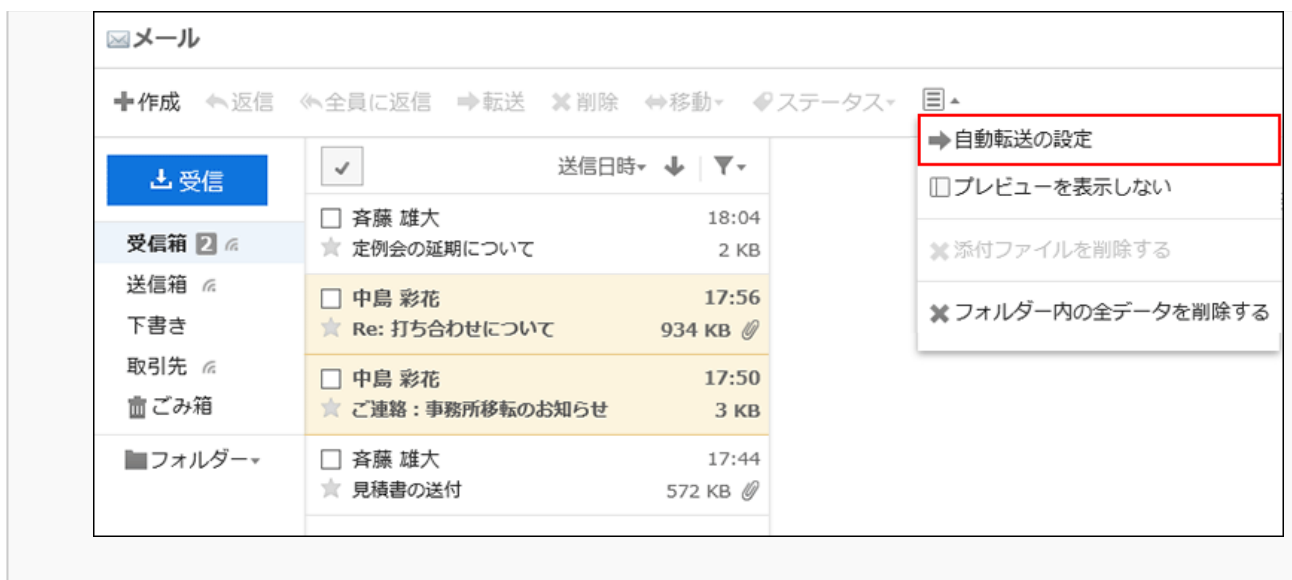 メール
作成 返信 全員に返信 転送 削除 移動 ステータス
自動転送の設定
プレビューを表示しない
添付ファイルを削除する
フォルダー内の全データを削除する
受信
受信箱 2
送信箱
下書き
取引先
ごみ箱
フォルダー
送信日時
斉藤 雄大 18:04
定例会の延期について 2 KB
中島 彩花 17:56
Re: 打ち合わせについて 934 KB
中島 彩花 17:50
ご連絡：事務所移転のお知らせ 3 KB
斉藤 雄大 17:44
見積書の送付 572 KB